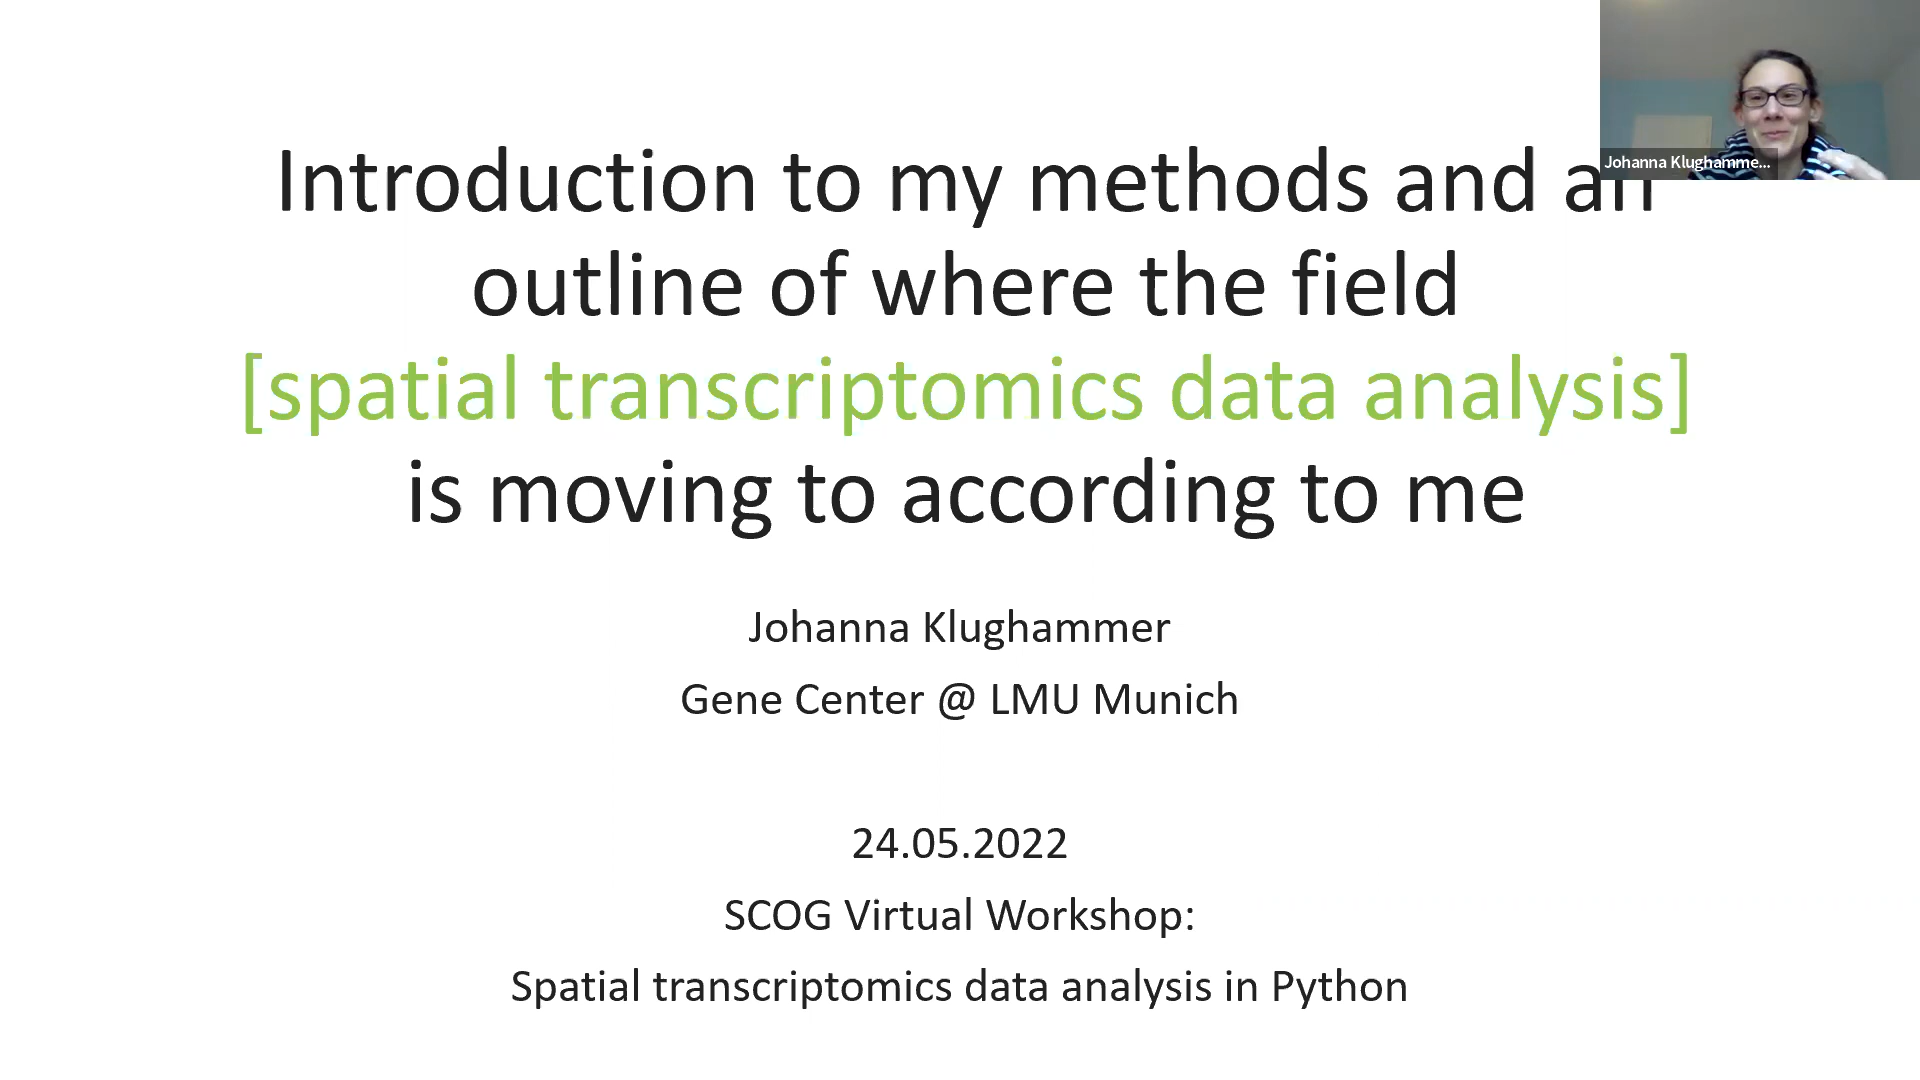 Introduction to my methods and an
outline of where the field
[spatial transcriptomics data analysis]
is moving to according to me
Johanna Klughamme...
Johanna Klughammer
Gene Center @ LMU Munich
24.05.2022
SCOG Virtual Workshop:
Spatial transcriptomics data analysis in Python